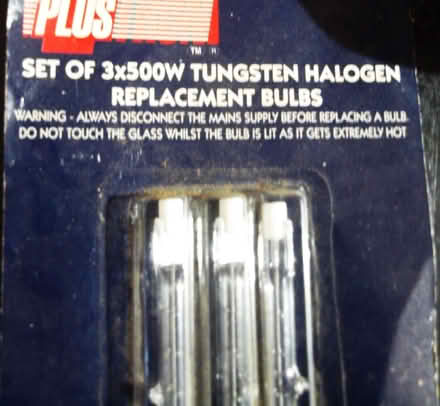 PLUS
TM
SET OF 3x500W TUNGSTEN HALOGEN
REPLACEMENT BULBS
WARNING - ALWAYS DISCONNECT THE MAINS SUPPLY BEFORE REPLACING A BULB.
DO NOT TOUCH THE GLASS WHILST THE BULB IS LIT AS IT GETS EXTREMELY HOT